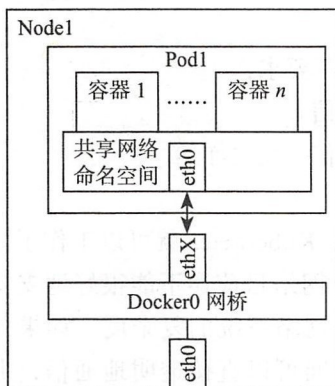 Node1
Pod1
容器 1
……
容器 n
共享网络
命名空间
eth0
ethX
Docker0 网桥
eth0